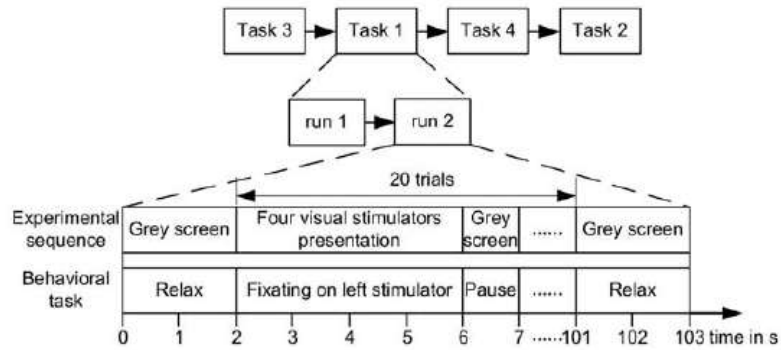 Task 3 Task 1 Task 4 Task 2
run 1 run 2
20 trials
Experimental
sequence
Grey screen
Four visual stimulators
presentation
Grey
screen
......
Grey screen
Behavioral
task
Relax
Fixating on left stimulator
Pause
......
Relax
0 1 2 3 4 5 6 7 ......101 102 103 time in s